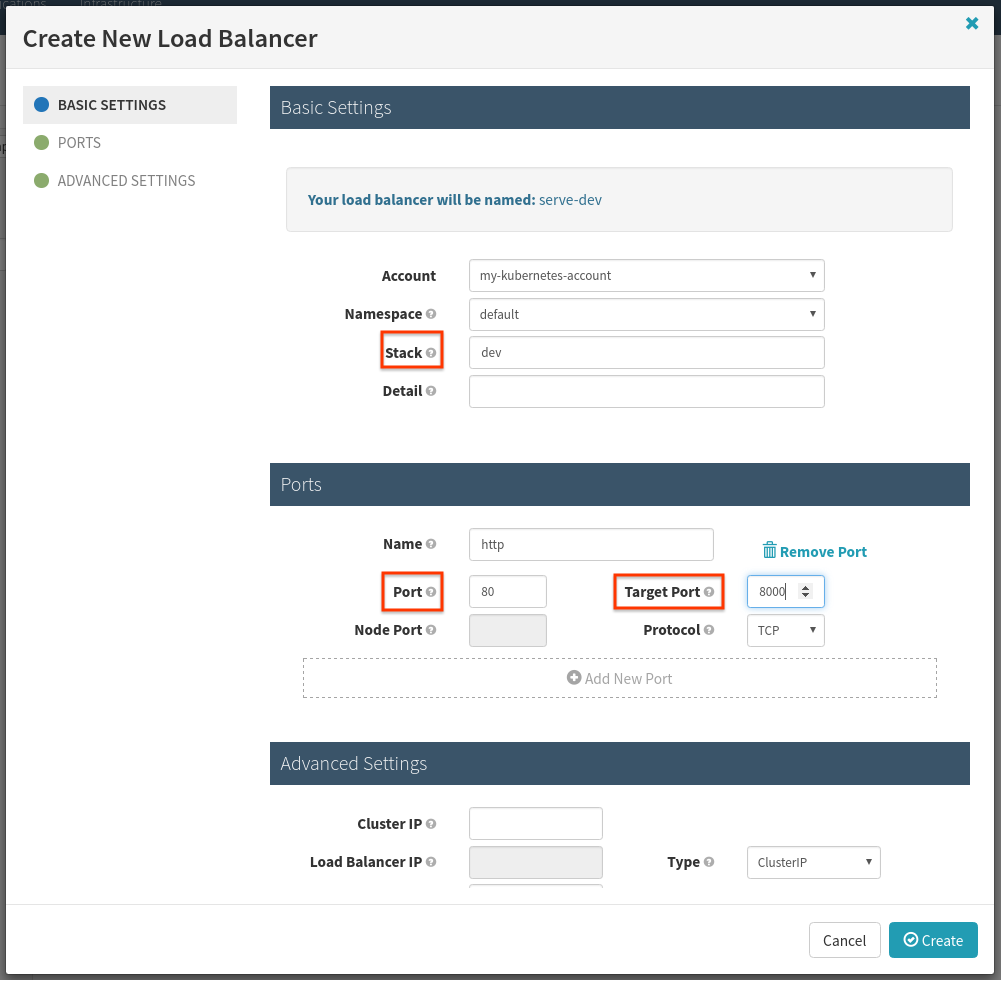 Infrastructure
Create New Load Balancer
BASIC SETTINGS
PORTS
ADVANCED SETTINGS
Basic Settings
Your load balancer will be named: serve-dev
Account my-kubernetes-account
Namespace default
Stack dev
Detail
Ports
Name http Remove Port
Port 80 Target Port 8000
Node Port Protocol TCP
Add New Port
Advanced Settings
Cluster IP
Load Balancer IP Type ClusterIP
Cancel Create